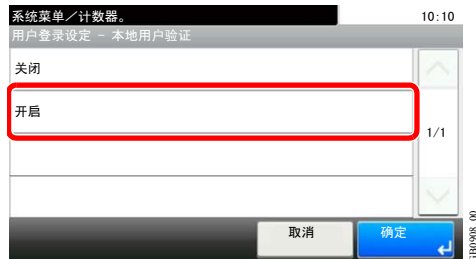 系统菜单/计数器。
10:10
用户登录设定 - 本地用户验证
关闭
开启
1/1
取消
确定
GB0908_00